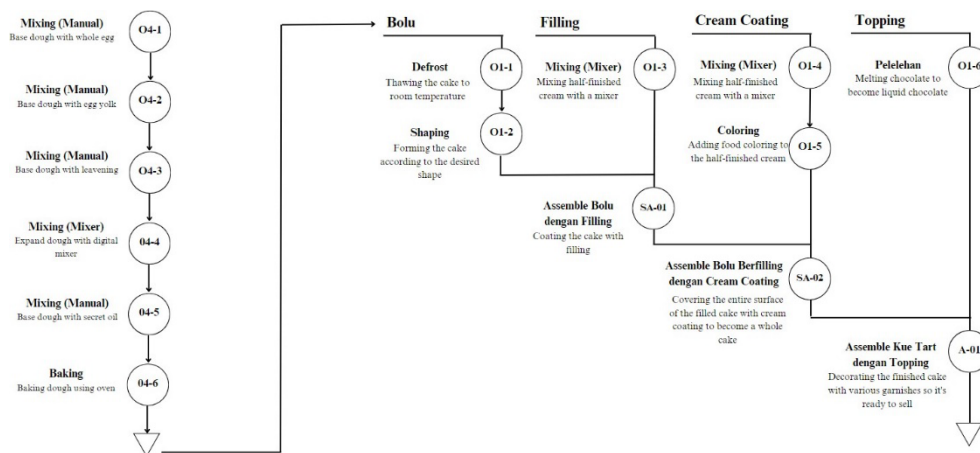 Mixing (Manual)
Base dough with whole egg
O4-1
Mixing (Manual)
Base dough with egg yolk
O4-2
Mixing (Manual)
Base dough with leavening
O4-3
Mixing (Mixer)
Expand dough with digital
mixer
04-4
Mixing (Manual)
Base dough with secret oil
04-5
Baking
Baking dough using oven
04-6
Bolu
Defrost
Thawing the cake to
room temperature
O1-1
Shaping
Forming the cake
according to the desired
shape
O1-2
Filling
Mixing (Mixer)
Mixing half-finished
cream with a mixer
O1-3
Assemble Bolu
dengan Filling
Coating the cake with
filling
SA-01
Cream Coating
Mixing (Mixer)
Mixing half-finished
cream with a mixer
O1-4
Coloring
Adding food coloring to
the half-finished cream
O1-5
Assemble Bolu Berfilling
dengan Cream Coating
Covering the entire surface
of the filled cake with cream
coating to become a whole
cake
SA-02
Topping
Pelelehan
Melting chocolate to
become liquid chocolate
O1-6
Assemble Kue Tart
dengan Topping
Decorating the finished cake
with various garnishes so it's
ready to sell
A-01